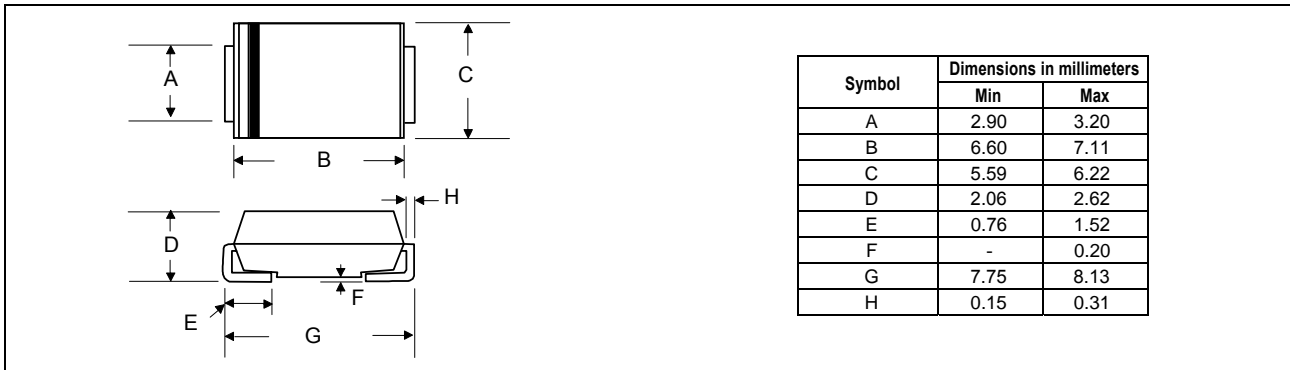 A
C
B
H
D
F
E
G
Symbol Dimensions in millimeters
Min Max
A 2.90 3.20
B 6.60 7.11
C 5.59 6.22
D 2.06 2.62
E 0.76 1.52
F - 0.20
G 7.75 8.13
H 0.15 0.31